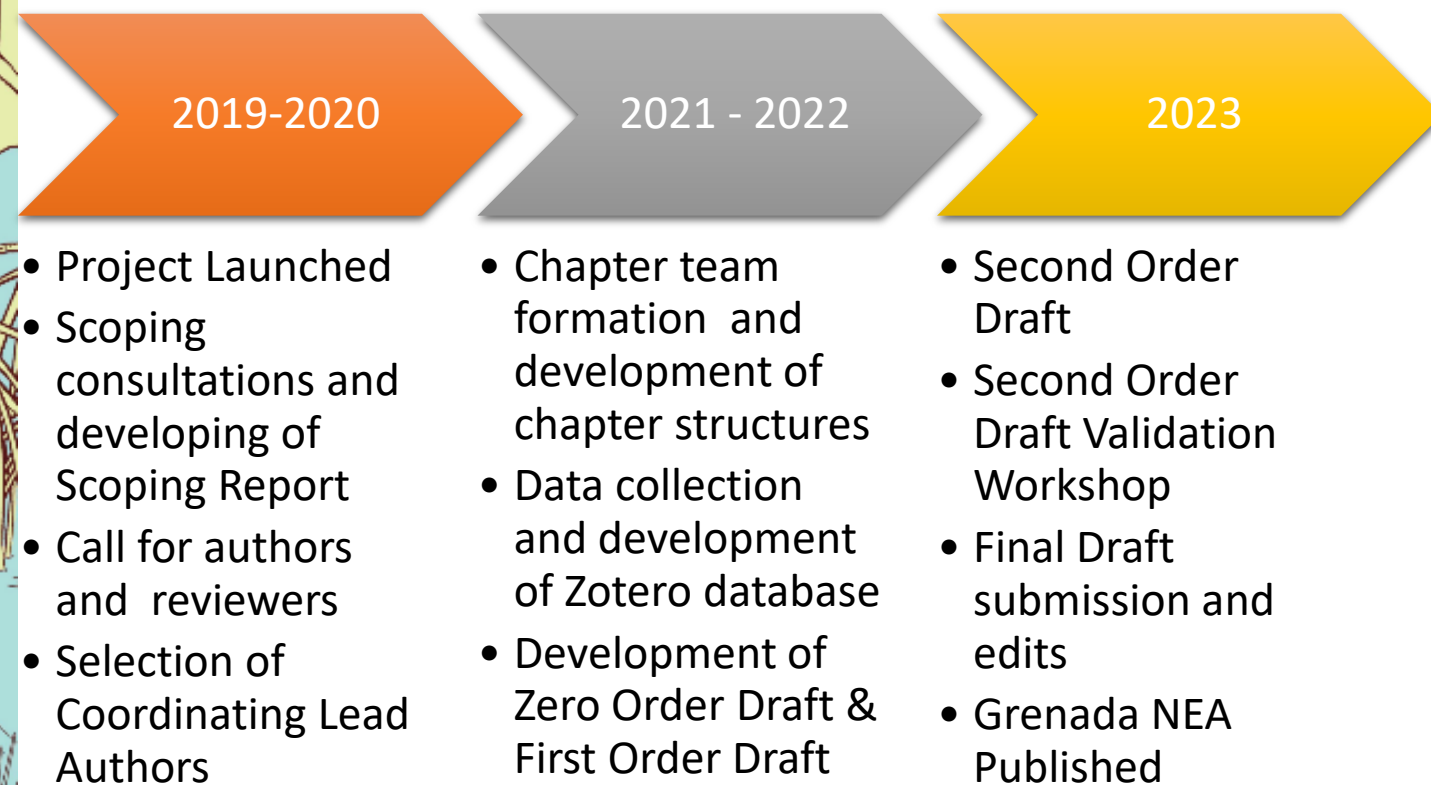 2019-2020
• Project Launched
• Scoping
consultations and
developing of
Scoping Report
• Call for authors
and  reviewers
• Selection of
Coordinating Lead
Authors
2021 - 2022
• Chapter team
formation  and
development of
chapter structures
• Data collection
and development
of Zotero database
• Development of
Zero Order Draft &
First Order Draft
2023
• Second Order
Draft
• Second Order
Draft Validation
Workshop
• Final Draft
submission and
edits
• Grenada NEA
Published